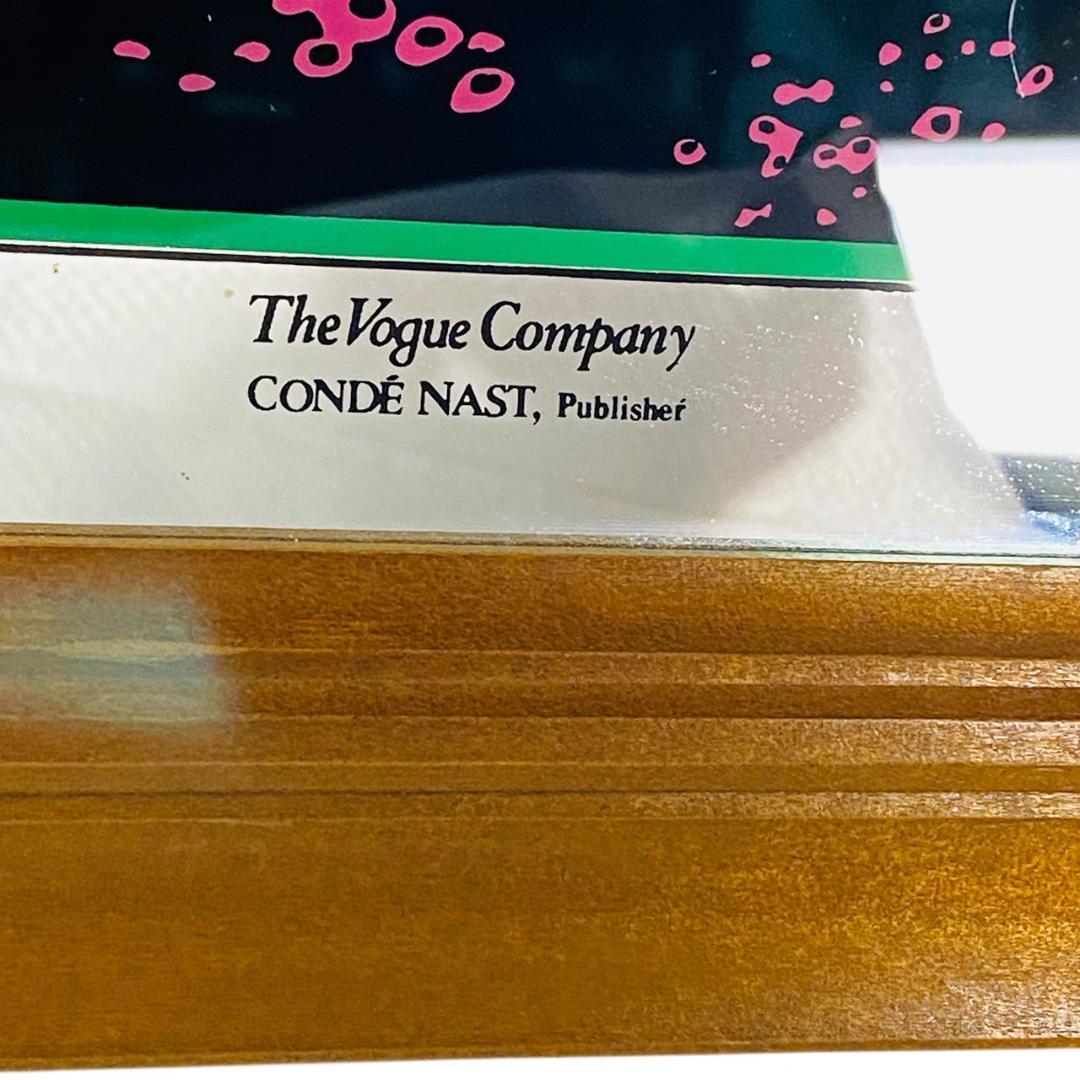 The Vogue Company
CONDÉ NAST, Publisher